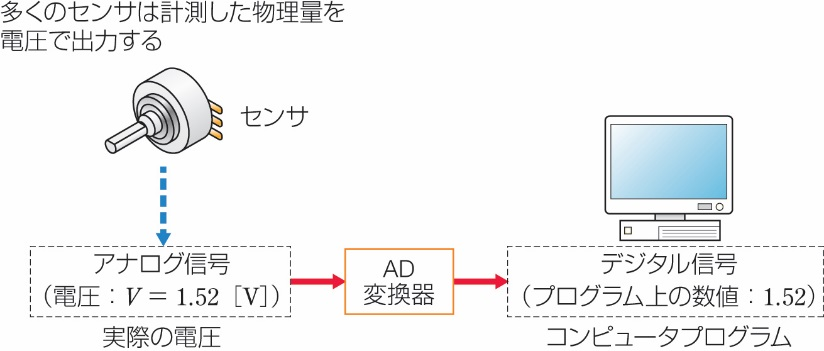 多くのセンサは計測した物理量を
電圧で出力する
センサ
アナログ信号
（電圧：V = 1.52［V］）
実際の電圧
AD
変換器
デジタル信号
（プログラム上の数値：1.52）
コンピュータプログラム